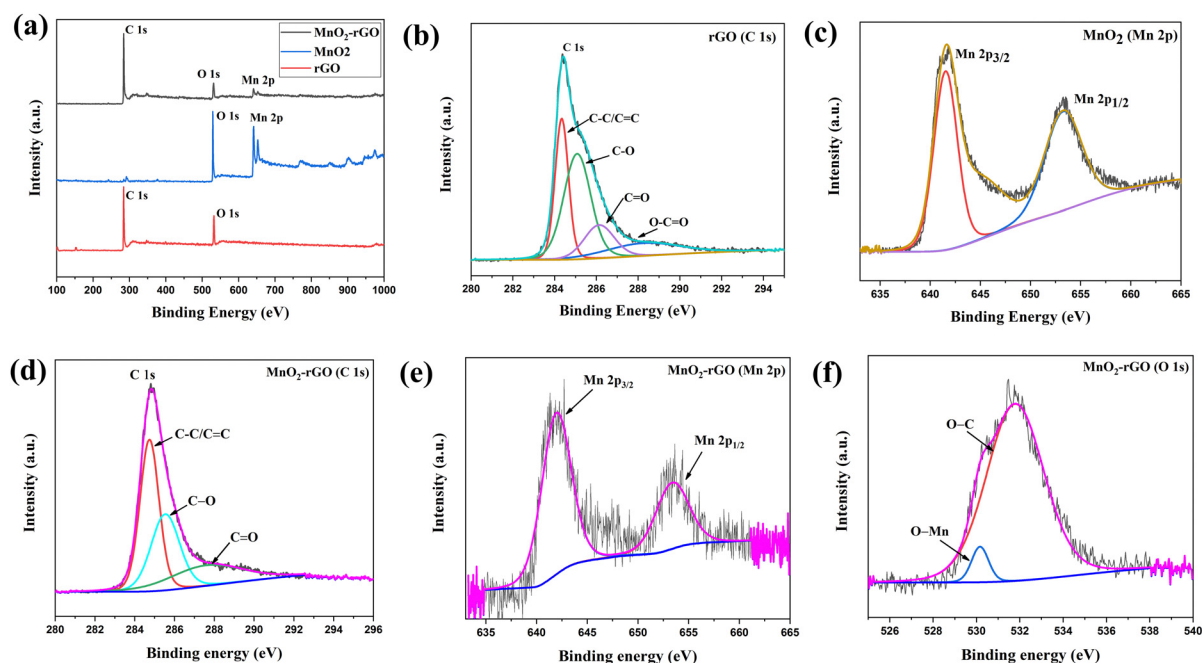 (a)
C 1s
O 1s
Mn 2p
MnO₂-rGO
MnO2
rGO
O 1s
Mn 2p
C 1s
O 1s
Intensity (a.u.)
100 200 300 400 500 600 700 800 900 1000
Binding Energy (eV)
(b)
rGO (C 1s)
C 1s
C-C/C=C
C-O
C=O
O-C=O
Intensity (a.u.)
280 282 284 286 288 290 292 294
Binding Energy (eV)
(c)
MnO₂ (Mn 2p)
Mn 2p3/2
Mn 2p1/2
Intensity (a.u.)
635 640 645 650 655 660 665
Binding Energy (eV)
(d)
MnO₂-rGO (C 1s)
C 1s
C-C/C=C
C–O
C=O
Intensity (a.u.)
280 282 284 286 288 290 292 294 296
Binding energy (eV)
(e)
MnO₂-rGO (Mn 2p)
Mn 2p3/2
Mn 2p1/2
Intensity (a.u.)
635 640 645 650 655 660 665
Binding energy (eV)
(f)
MnO₂-rGO (O 1s)
O–C
O–Mn
Intensity (a.u.)
526 528 530 532 534 536 538 540
Binding energy (eV)